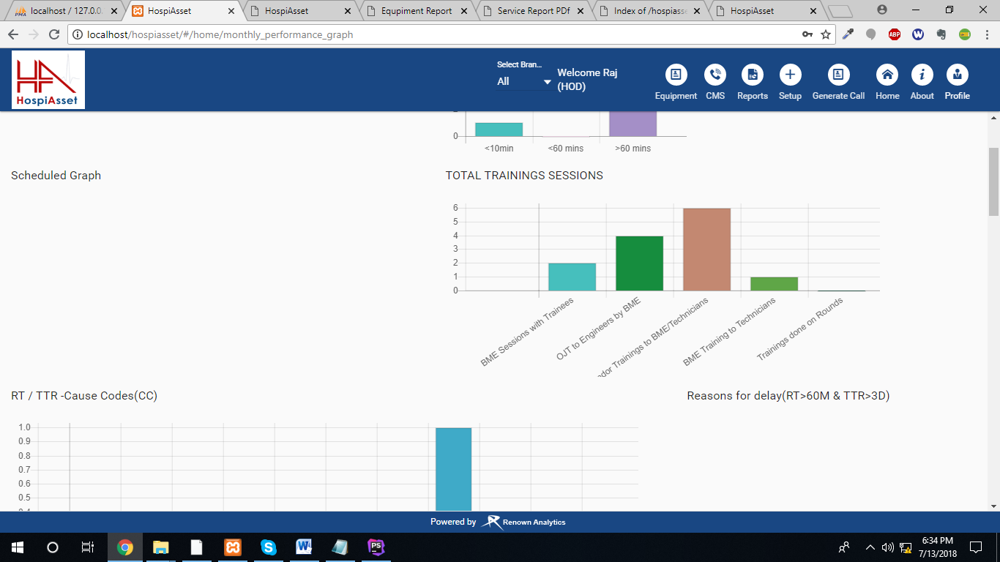 localhost / 127.0.0.
HospiAsset
HospiAsset
Equpiment Report
Service Report PDf
Index of /hospiasse
HospiAsset
localhost/hospiasset/#/home/monthly_performance_graph
ABP
HospiAsset
Select Bran...
All
Welcome Raj
(HOD)
Equipment
CMS
Reports
Setup
Generate Call
Home
About
Profile
0
<10min
<60 mins
>60 mins
Scheduled Graph
TOTAL TRAININGS SESSIONS
6
5
4
3
2
1
0
BME Sessions with Trainees
OJT to Engineers by BME
ndor Trainings to BME/Technicians
BME Training to Technicians
Trainings done on Rounds
RT / TTR -Cause Codes(CC)
Reasons for delay(RT>60M & TTR>3D)
1.0
0.9
0.8
0.7
0.6
0.5
Powered by
Renown Analytics
6:34 PM
7/13/2018